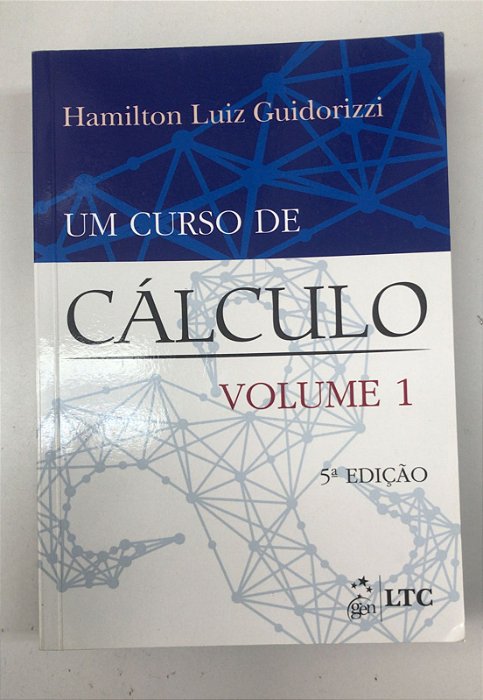 Hamilton Luiz Guidorizzi
UM CURSO DE
CÁLCULO
VOLUME 1
5ª EDIÇÃO
gen
LTC